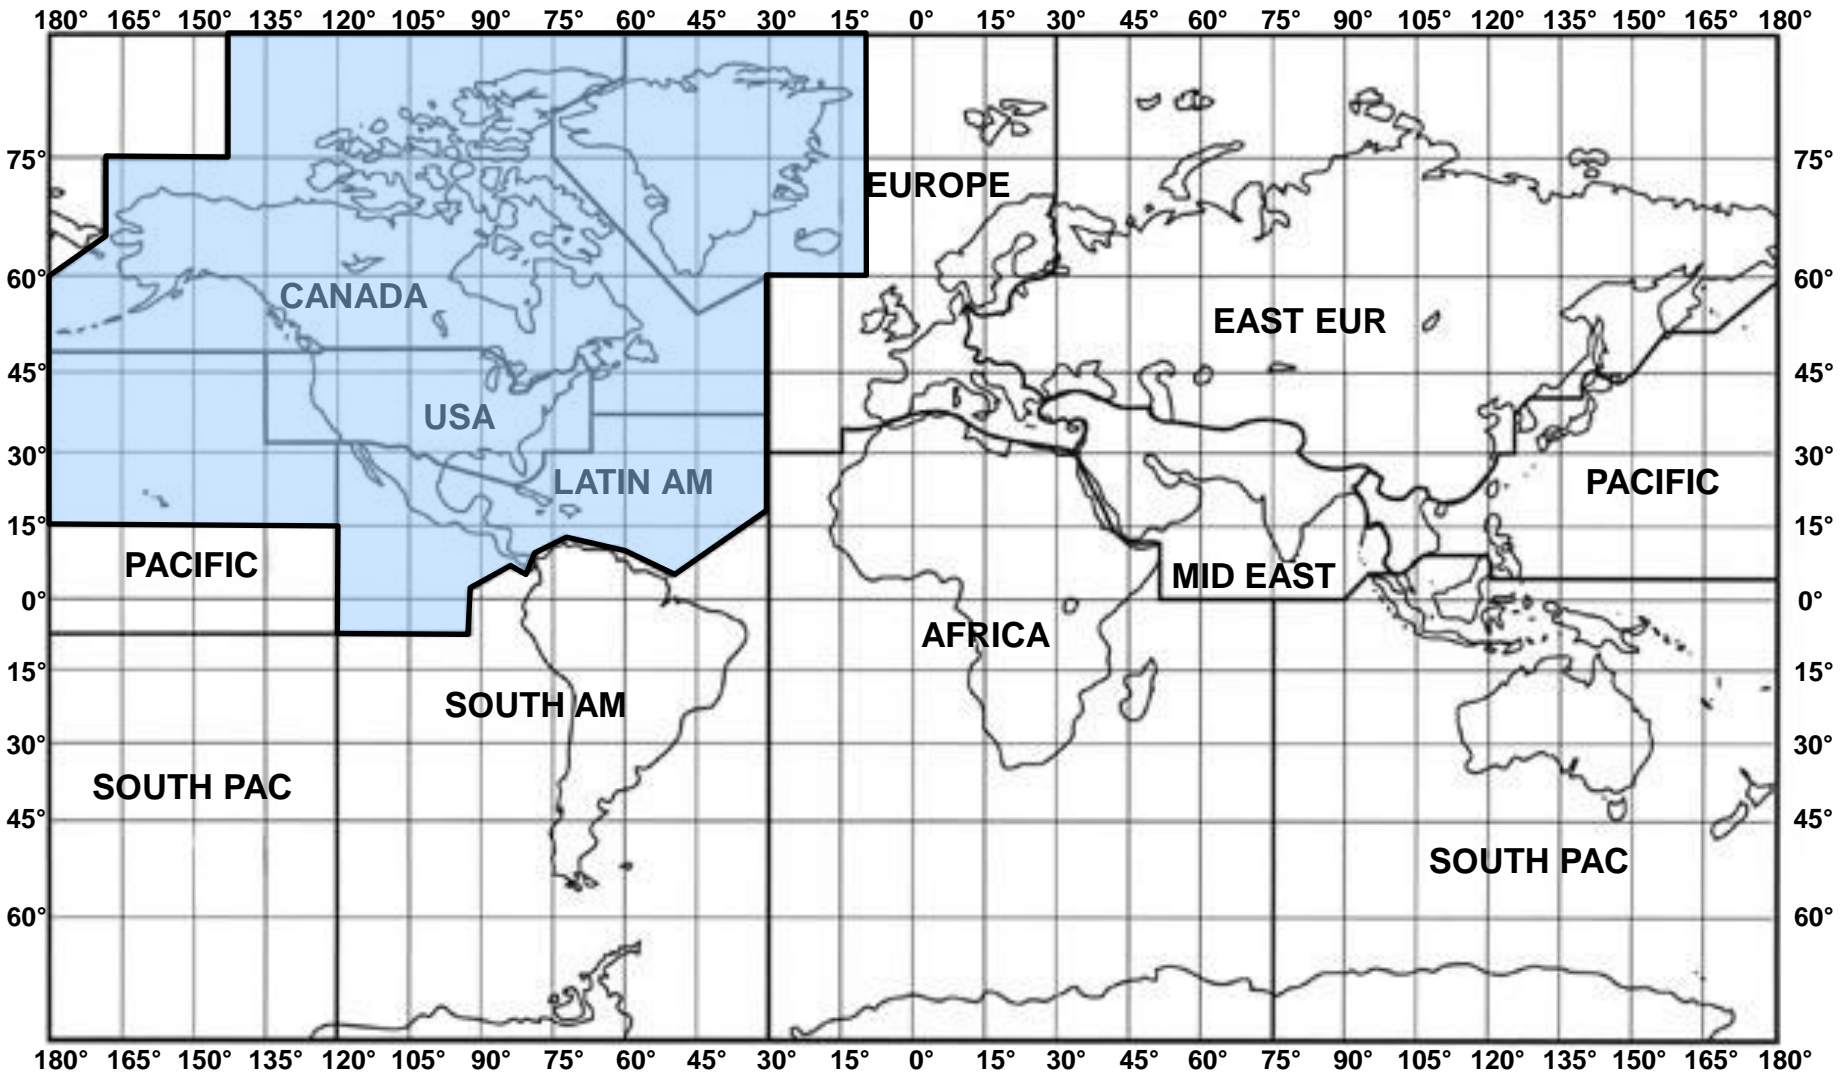 180° 165° 150° 135° 120° 105° 90° 75° 60° 45° 30° 15° 0° 15° 30° 45° 60° 75° 90° 105° 120° 135° 150° 165° 180°
75° 75°
EUROPE
60° 60°
CANADA
EAST EUR
45° 45°
USA
30° 30°
LATIN AM PACIFIC
15° 15°
PACIFIC
MID EAST
0° 0°
AFRICA
15° 15°
SOUTH AM
30° 30°
SOUTH PAC
45° 45°
SOUTH PAC
60° 60°
180° 165° 150° 135° 120° 105° 90° 75° 60° 45° 30° 15 0° 15° 30° 45° 60° 75° 90° 105° 120° 135° 150° 165° 180°